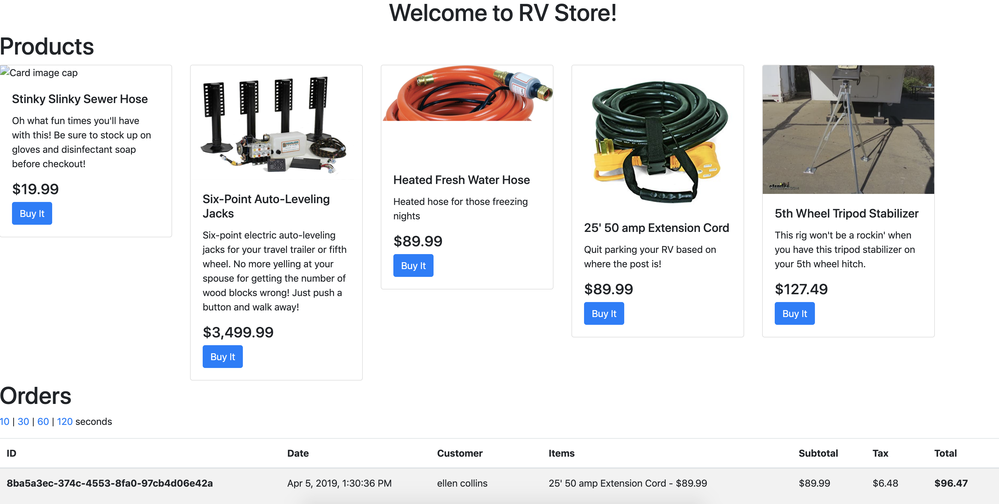 Welcome to RV Store!
Products
Card image cap
Stinky Slinky Sewer Hose
Oh what fun times you'll have
with this! Be sure to stock up on
gloves and disinfectant soap
before checkout!
$19.99
Buy It
EQUALIZER
SYSTEMS
Six-Point Auto-Leveling
Jacks
Six-point electric auto-leveling
jacks for your travel trailer or fifth
wheel. No more yelling at your
spouse for getting the number of
wood blocks wrong! Just push a
button and walk away!
$3,499.99
Buy It
Heated Fresh Water Hose
Heated hose for those freezing
nights
$89.99
Buy It
POWER GRIP BY CAMCO
25' 50 amp Extension Cord
Quit parking your RV based on
where the post is!
$89.99
Buy It
etrailer.com
5th Wheel Tripod Stabilizer
This rig won't be a rockin' when
you have this tripod stabilizer on
your 5th wheel hitch.
$127.49
Buy It
Orders
10 | 30 | 60 | 120 seconds
ID Date Customer Items Subtotal Tax Total
8ba5a3ec-374c-4553-8fa0-97cb4d06e42a Apr 5, 2019, 1:30:36 PM ellen collins 25' 50 amp Extension Cord - $89.99 $89.99 $6.48 $96.47